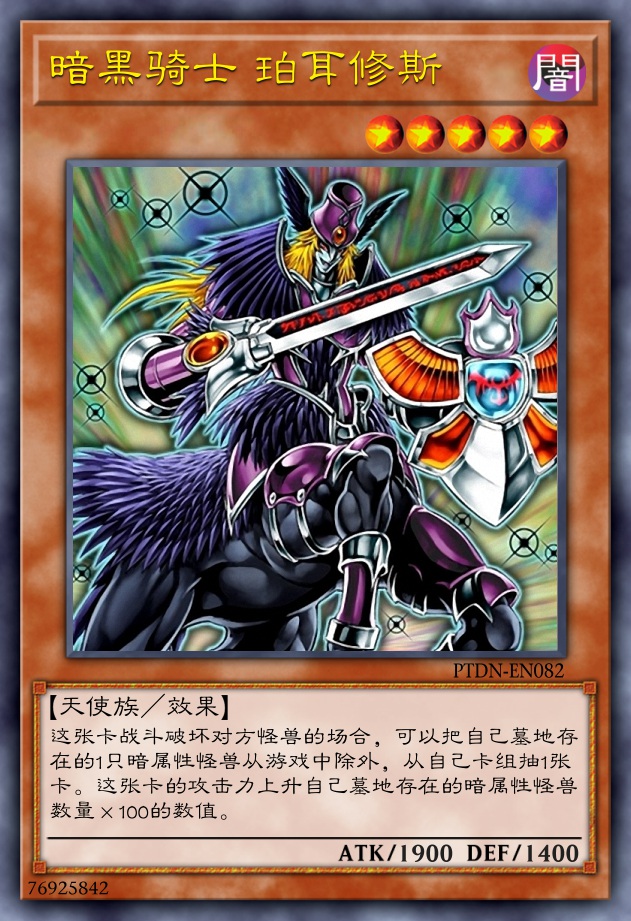 暗黑骑士 珀耳修斯
闇
PTDN-EN082
【天使族／效果】
这张卡战斗破坏对方怪兽的场合，可以把自己墓地存
在的1只暗属性怪兽从游戏中除外，从自己卡组抽1张
卡。这张卡的攻击力上升自己墓地存在的暗属性怪兽
数量×100的数值。
ATK/1900 DEF/1400
76925842